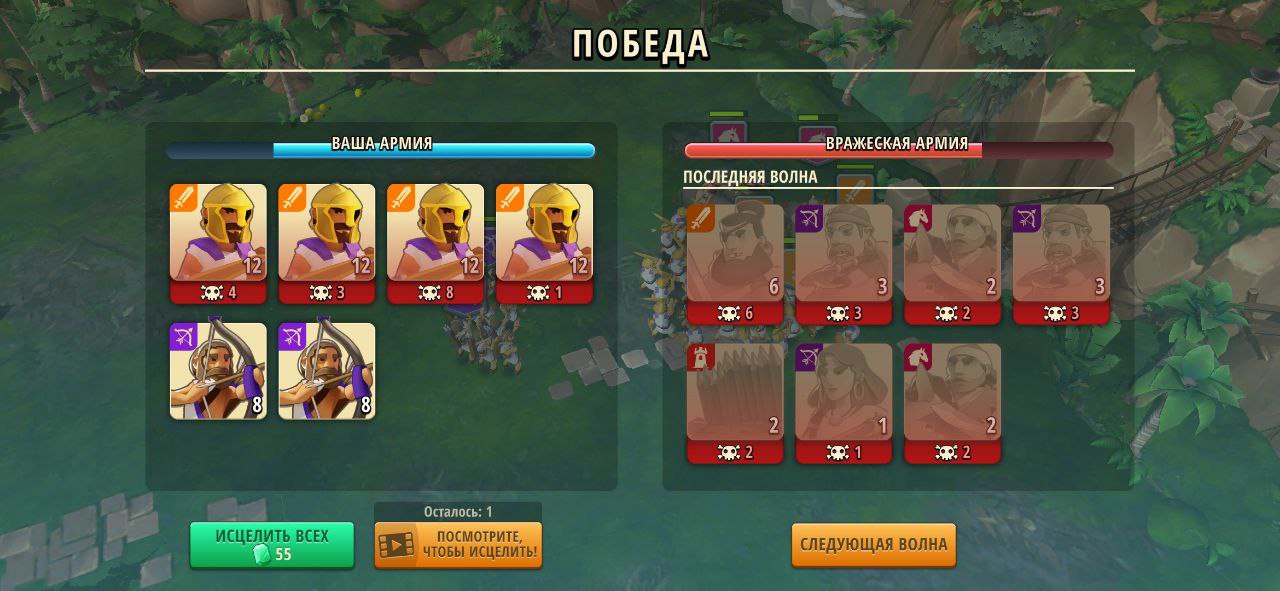 ПОБЕДА
ВАША АРМИЯ
ВРАЖЕСКАЯ АРМИЯ
ПОСЛЕДНЯЯ ВОЛНА
12 12 12 12
4 3 8 1
6 3 2 3
6 3 2 3
8 8
2 1 2
2 1 2
Осталось: 1
ИСЦЕЛИТЬ ВСЕХ
55
ПОСМОТРИТЕ,
ЧТОБЫ ИСЦЕЛИТЬ!
СЛЕДУЮЩАЯ ВОЛНА